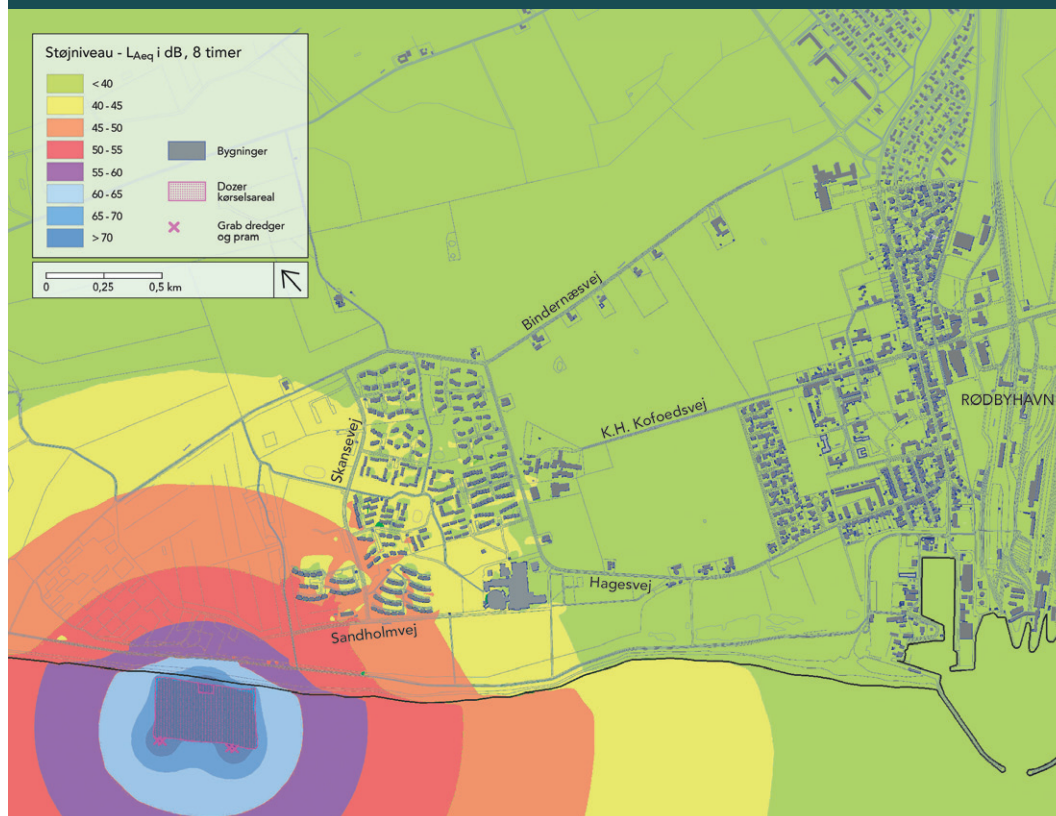 Støjniveau - LAeq i dB, 8 timer
< 40
40 - 45
45 - 50
50 - 55
55 - 60
60 - 65
65 - 70
> 70
Bygninger
Dozer
kørselsareal
Grab dredger
og pram
0 0,25 0,5 km
Bindernæsvej
K.H. Kofoedsvej
RØDBYHAVN
Skansevej
Hagesvej
Sandholmvej